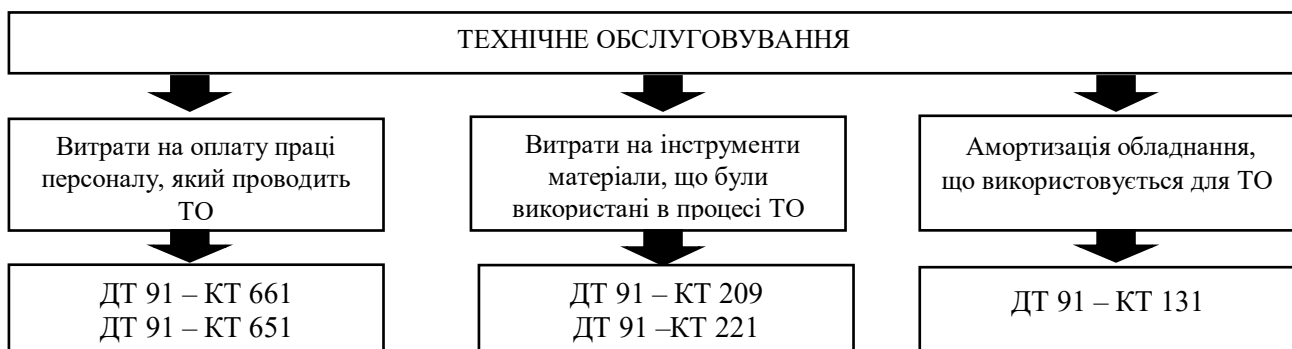 ТЕХНІЧНЕ ОБСЛУГОВУВАННЯ
Витрати на оплату праці
персоналу, який проводить
ТО
Витрати на інструменти
матеріали, що були
використані в процесі ТО
Амортизація обладнання,
що використовується для ТО
ДТ 91 – КТ 661
ДТ 91 – КТ 651
ДТ 91 – КТ 209
ДТ 91 –КТ 221
ДТ 91 – КТ 131